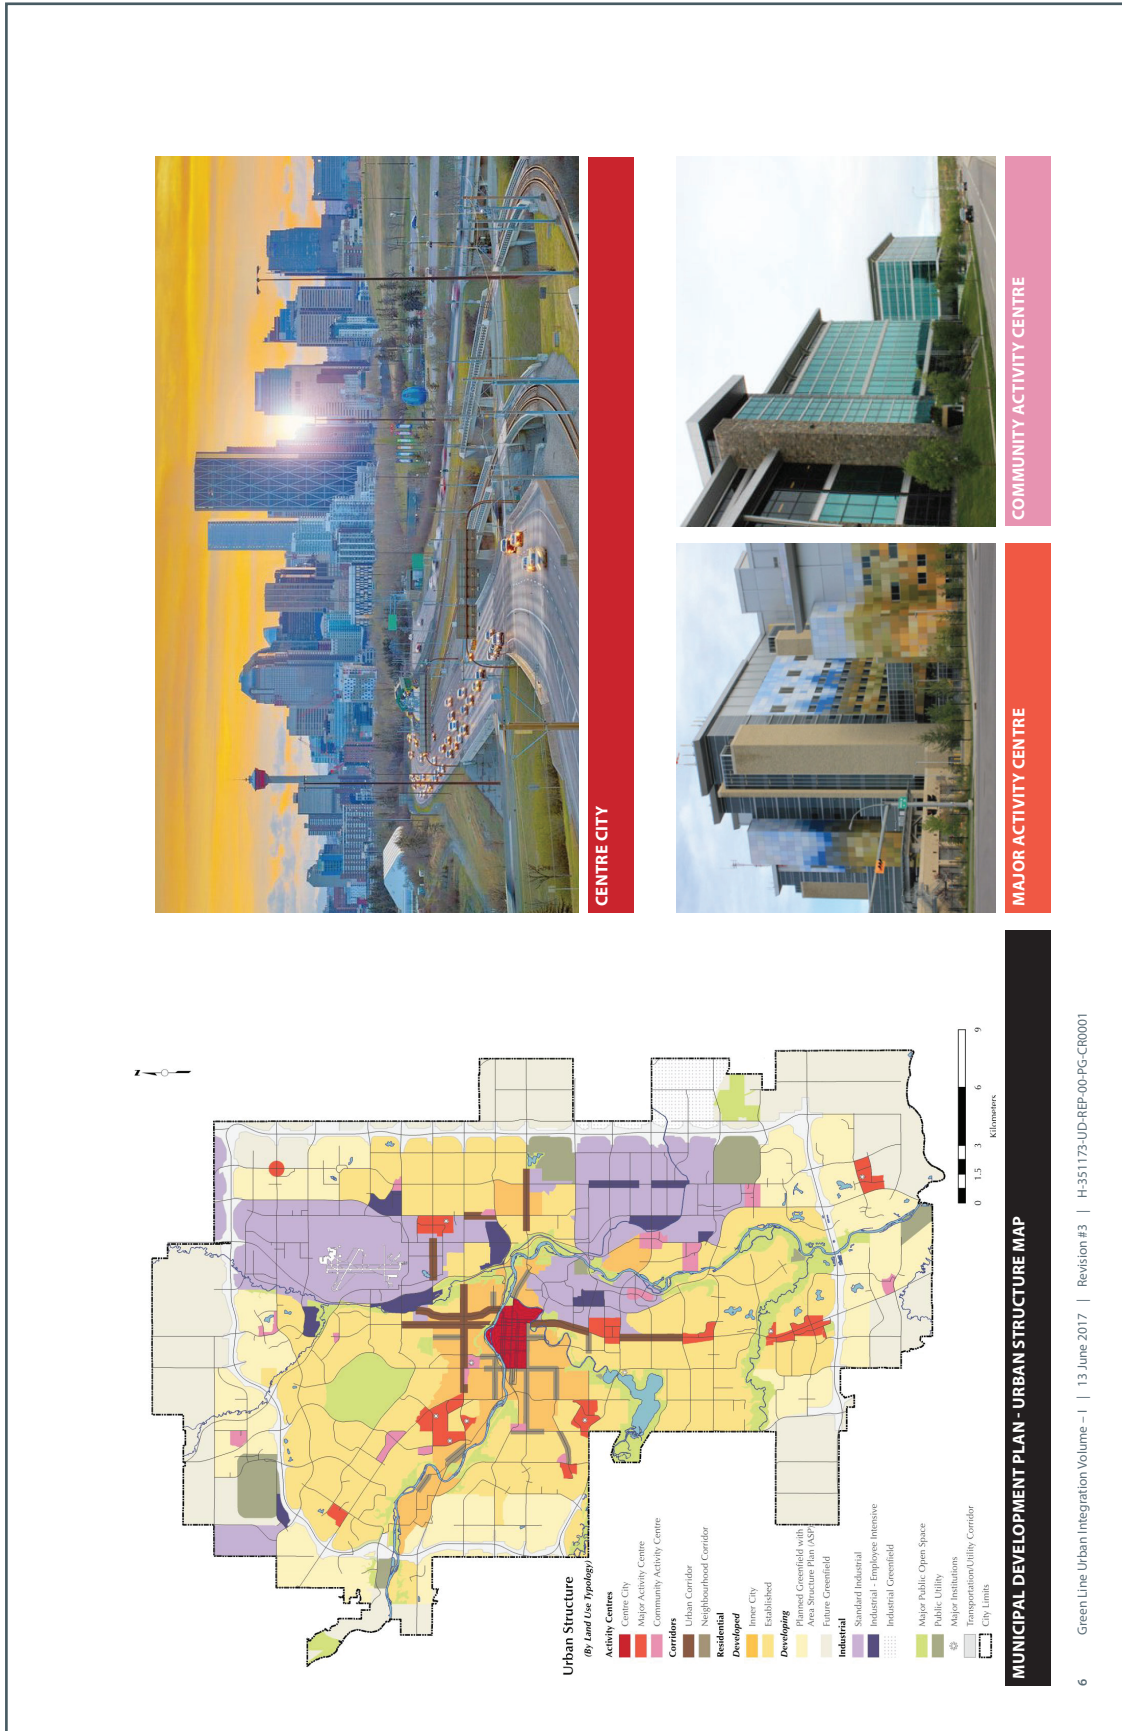 CENTRE CITY
MAJOR ACTIVITY CENTRE
COMMUNITY ACTIVITY CENTRE
N
Urban Structure
(By Land Use Typology)
Activity Centres
Centre City
Major Activity Centre
Community Activity Centre
Corridors
Urban Corridor
Neighbourhood Corridor
Residential
Developed
Inner City
Established
Developing
Planned Greenfield with
Area Structure Plan (ASP)
Future Greenfield
Industrial
Standard Industrial
Industrial - Employee Intensive
Industrial Greenfield
Major Public Open Space
Public Utility
Major Institutions
Transportation/Utility Corridor
City Limits
0 1.5 3 6 9
Kilometers
MUNICIPAL DEVELOPMENT PLAN - URBAN STRUCTURE MAP
6 Green Line Urban Integration Volume – I | 13 June 2017 | Revision #3 | H-351173-UD-REP-00-PG-CR0001